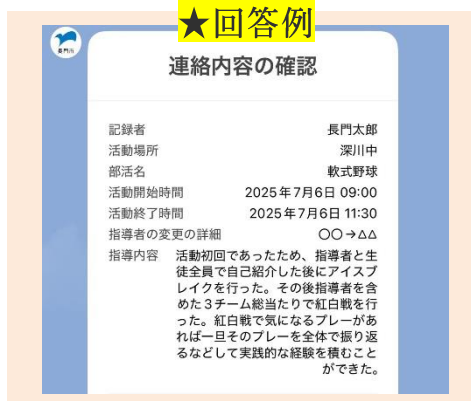 ★回答例
長門市
連絡内容の確認
記録者 長門太郎
活動場所 深川中
部活名 軟式野球
活動開始時間 2025年7月6日 09:00
活動終了時間 2025年7月6日 11:30
指導者の変更の詳細 〇〇→△△
指導内容 活動初回であったため、指導者と生
徒全員で自己紹介した後にアイスブ
レイクを行った。その後指導者を含
めた３チーム総当たりで紅白戦を行
った。紅白戦で気になるプレーがあ
れば一旦そのプレーを全体で振り返
るなどして実践的な経験を積むこと
ができた。